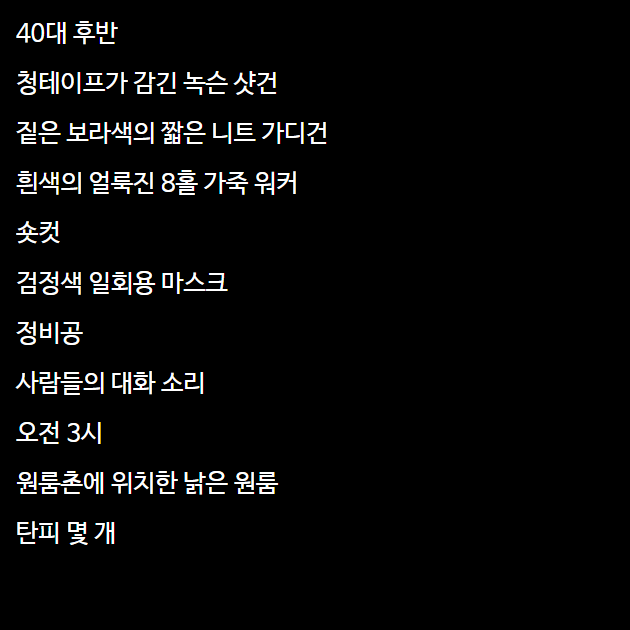 40대 후반
청테이프가 감긴 녹슨 샷건
짙은 보라색의 짧은 니트 가디건
흰색의 얼룩진 8홀 가죽 워커
숏컷
검정색 일회용 마스크
정비공
사람들의 대화 소리
오전 3시
원룸촌에 위치한 낡은 원룸
탄피 몇 개